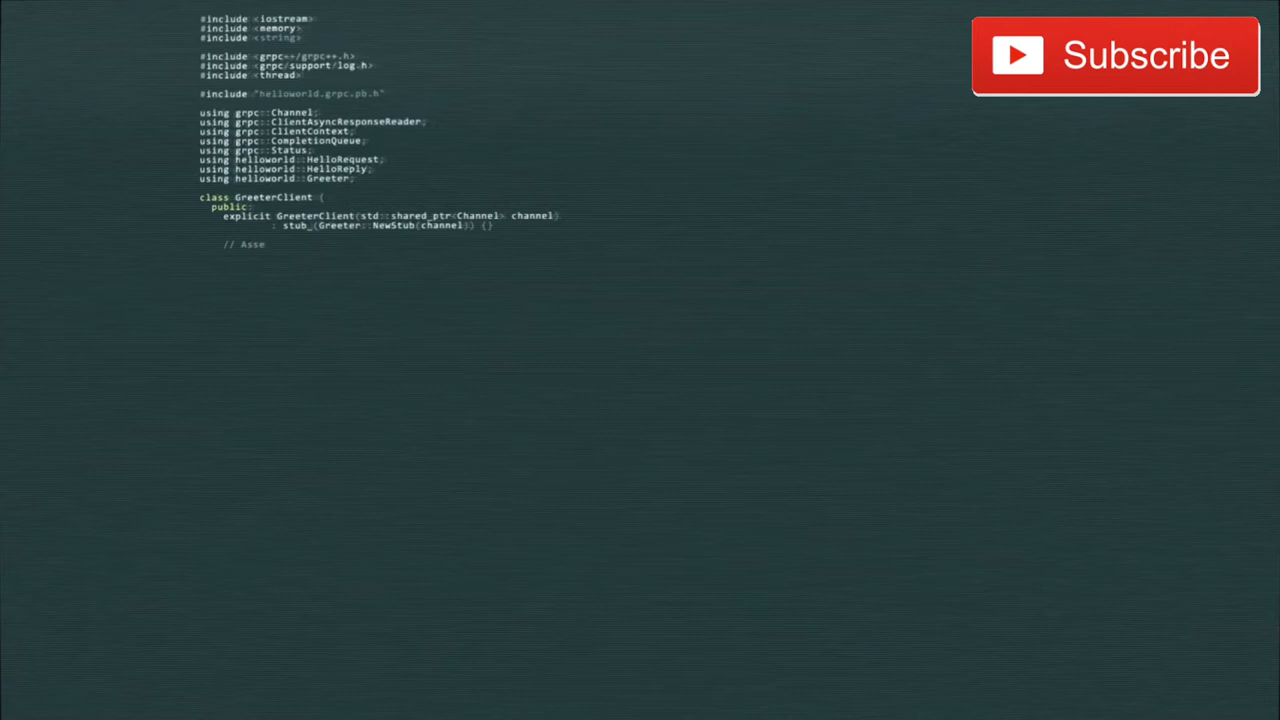 #include <iostream>
#include <memory>
#include <string>
#include <grpc++/grpc++.h>
#include <grpc/support/log.h>
#include <thread>
#include "helloworld.grpc.pb.h"
using grpc::Channel;
using grpc::ClientAsyncResponseReader;
using grpc::ClientContext;
using grpc::CompletionQueue;
using grpc::Status;
using helloworld::HelloRequest;
using helloworld::HelloReply;
using helloworld::Greeter;
class GreeterClient {
public:
explicit GreeterClient(std::shared_ptr<Channel> channel)
: stub_(Greeter::NewStub(channel)) {}
// Asse
Subscribe